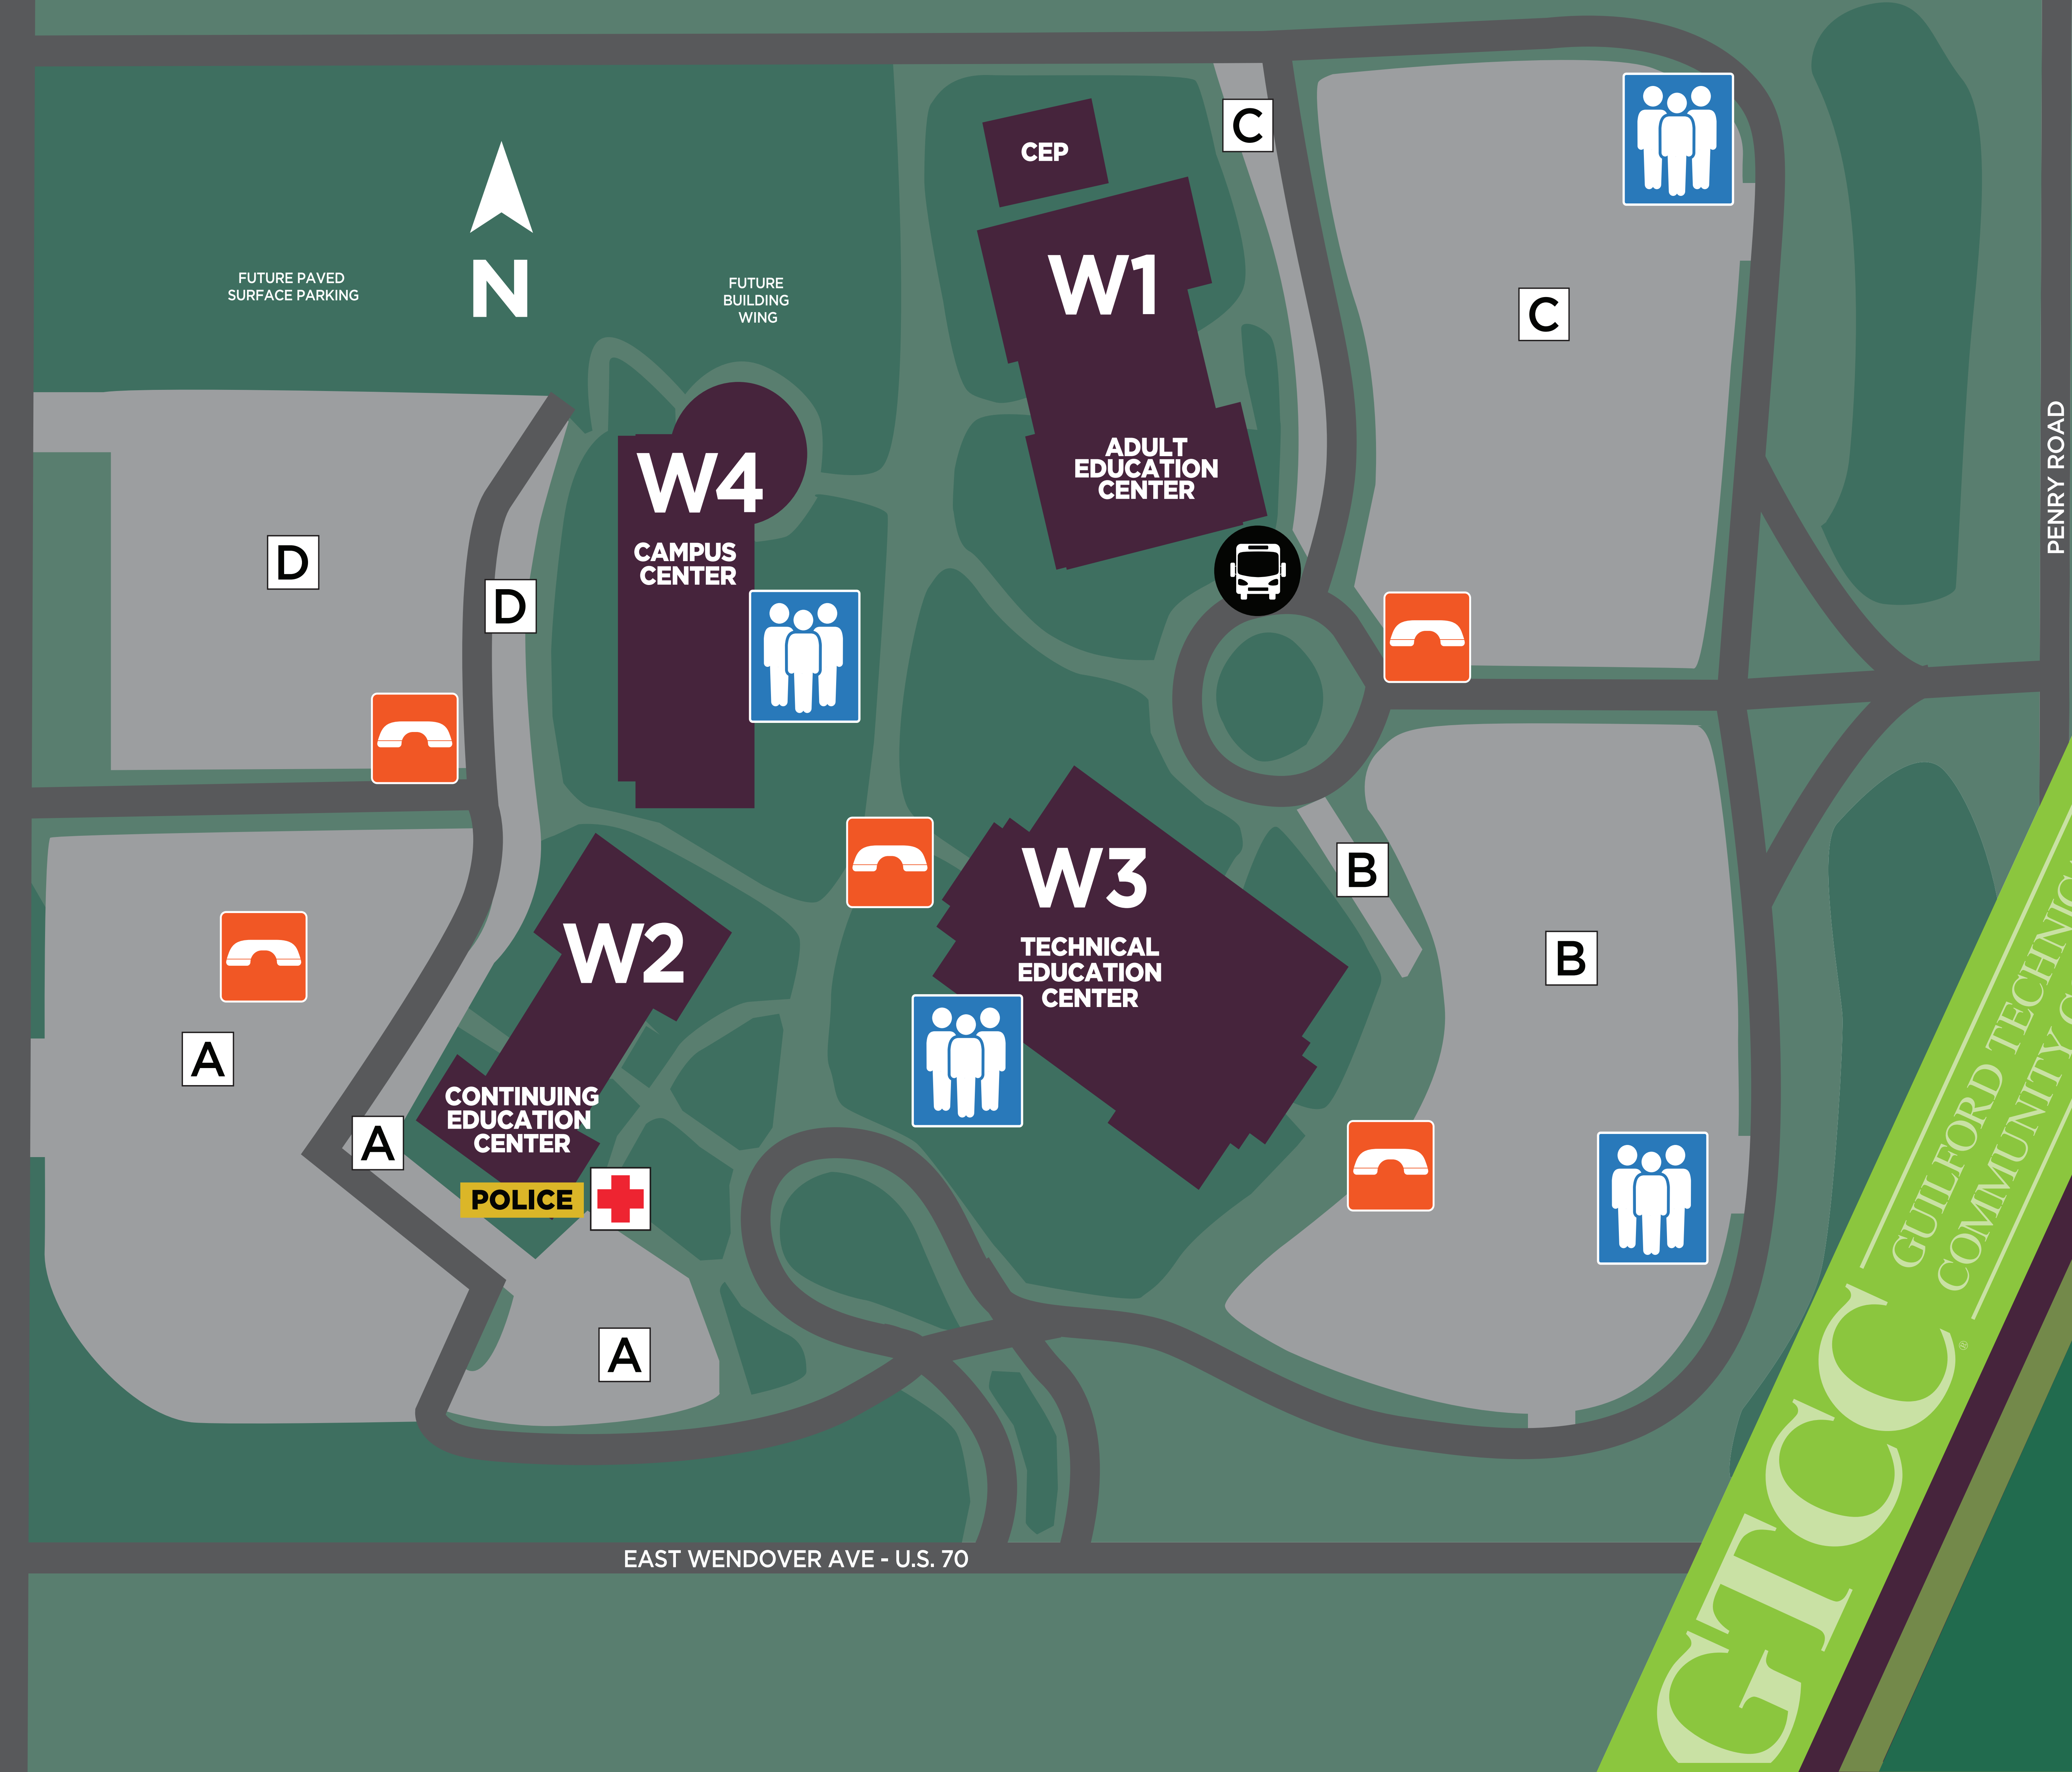 CEP
C
W1
N
FUTURE PAVED
SURFACE PARKING
FUTURE
BUILDING
WING
C
W4
ADULT
EDUCATION
CENTER
PENRY ROAD
D
CAMPUS
CENTER
D
W3
B
W2
TECHNICAL
EDUCATION
CENTER
B
A
CONTINUING
EDUCATION
CENTER
A
POLICE
A
EAST WENDOVER AVE - U.S. 70
GTCC
GUILFORD TECHNIC
COMMUNITY
®